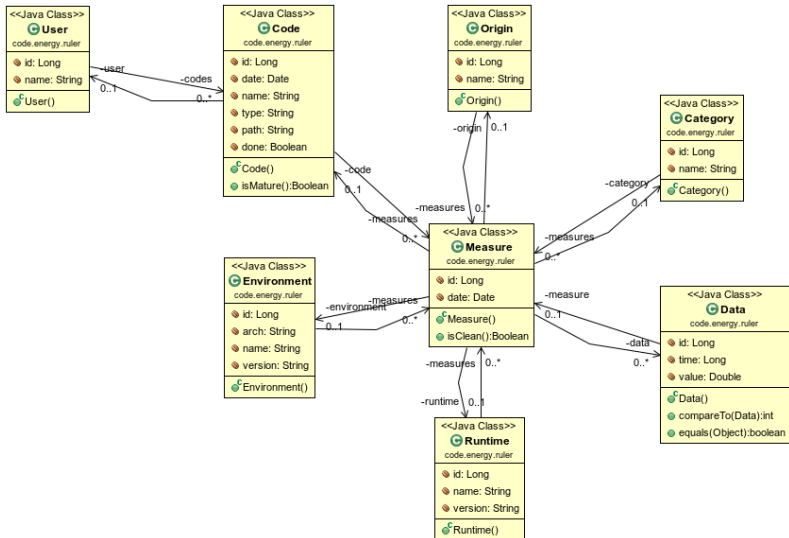 <<Java Class>>
User
code.energy.ruler
id: Long
name: String
User()
-user
0..1
-codes
0..*
<<Java Class>>
Code
code.energy.ruler
id: Long
date: Date
name: String
type: String
path: String
done: Boolean
Code()
isMature():Boolean
<<Java Class>>
Origin
code.energy.ruler
id: Long
name: String
Origin()
-origin
0..1
-measures
0..*
<<Java Class>>
Category
code.energy.ruler
id: Long
name: String
Category()
-category
0..1
-measures
0..*
-code
0..1
-measures
0..*
<<Java Class>>
Measure
code.energy.ruler
id: Long
date: Date
Measure()
isClean():Boolean
<<Java Class>>
Environment
code.energy.ruler
id: Long
arch: String
name: String
version: String
Environment()
-environment
0..1
-measures
0..*
-measure
0..1
-data
0..*
<<Java Class>>
Data
code.energy.ruler
id: Long
time: Long
value: Double
Data()
compareTo(Data):int
equals(Object):boolean
-measures
0..*
-runtime
0..1
<<Java Class>>
Runtime
code.energy.ruler
id: Long
name: String
version: String
Runtime()